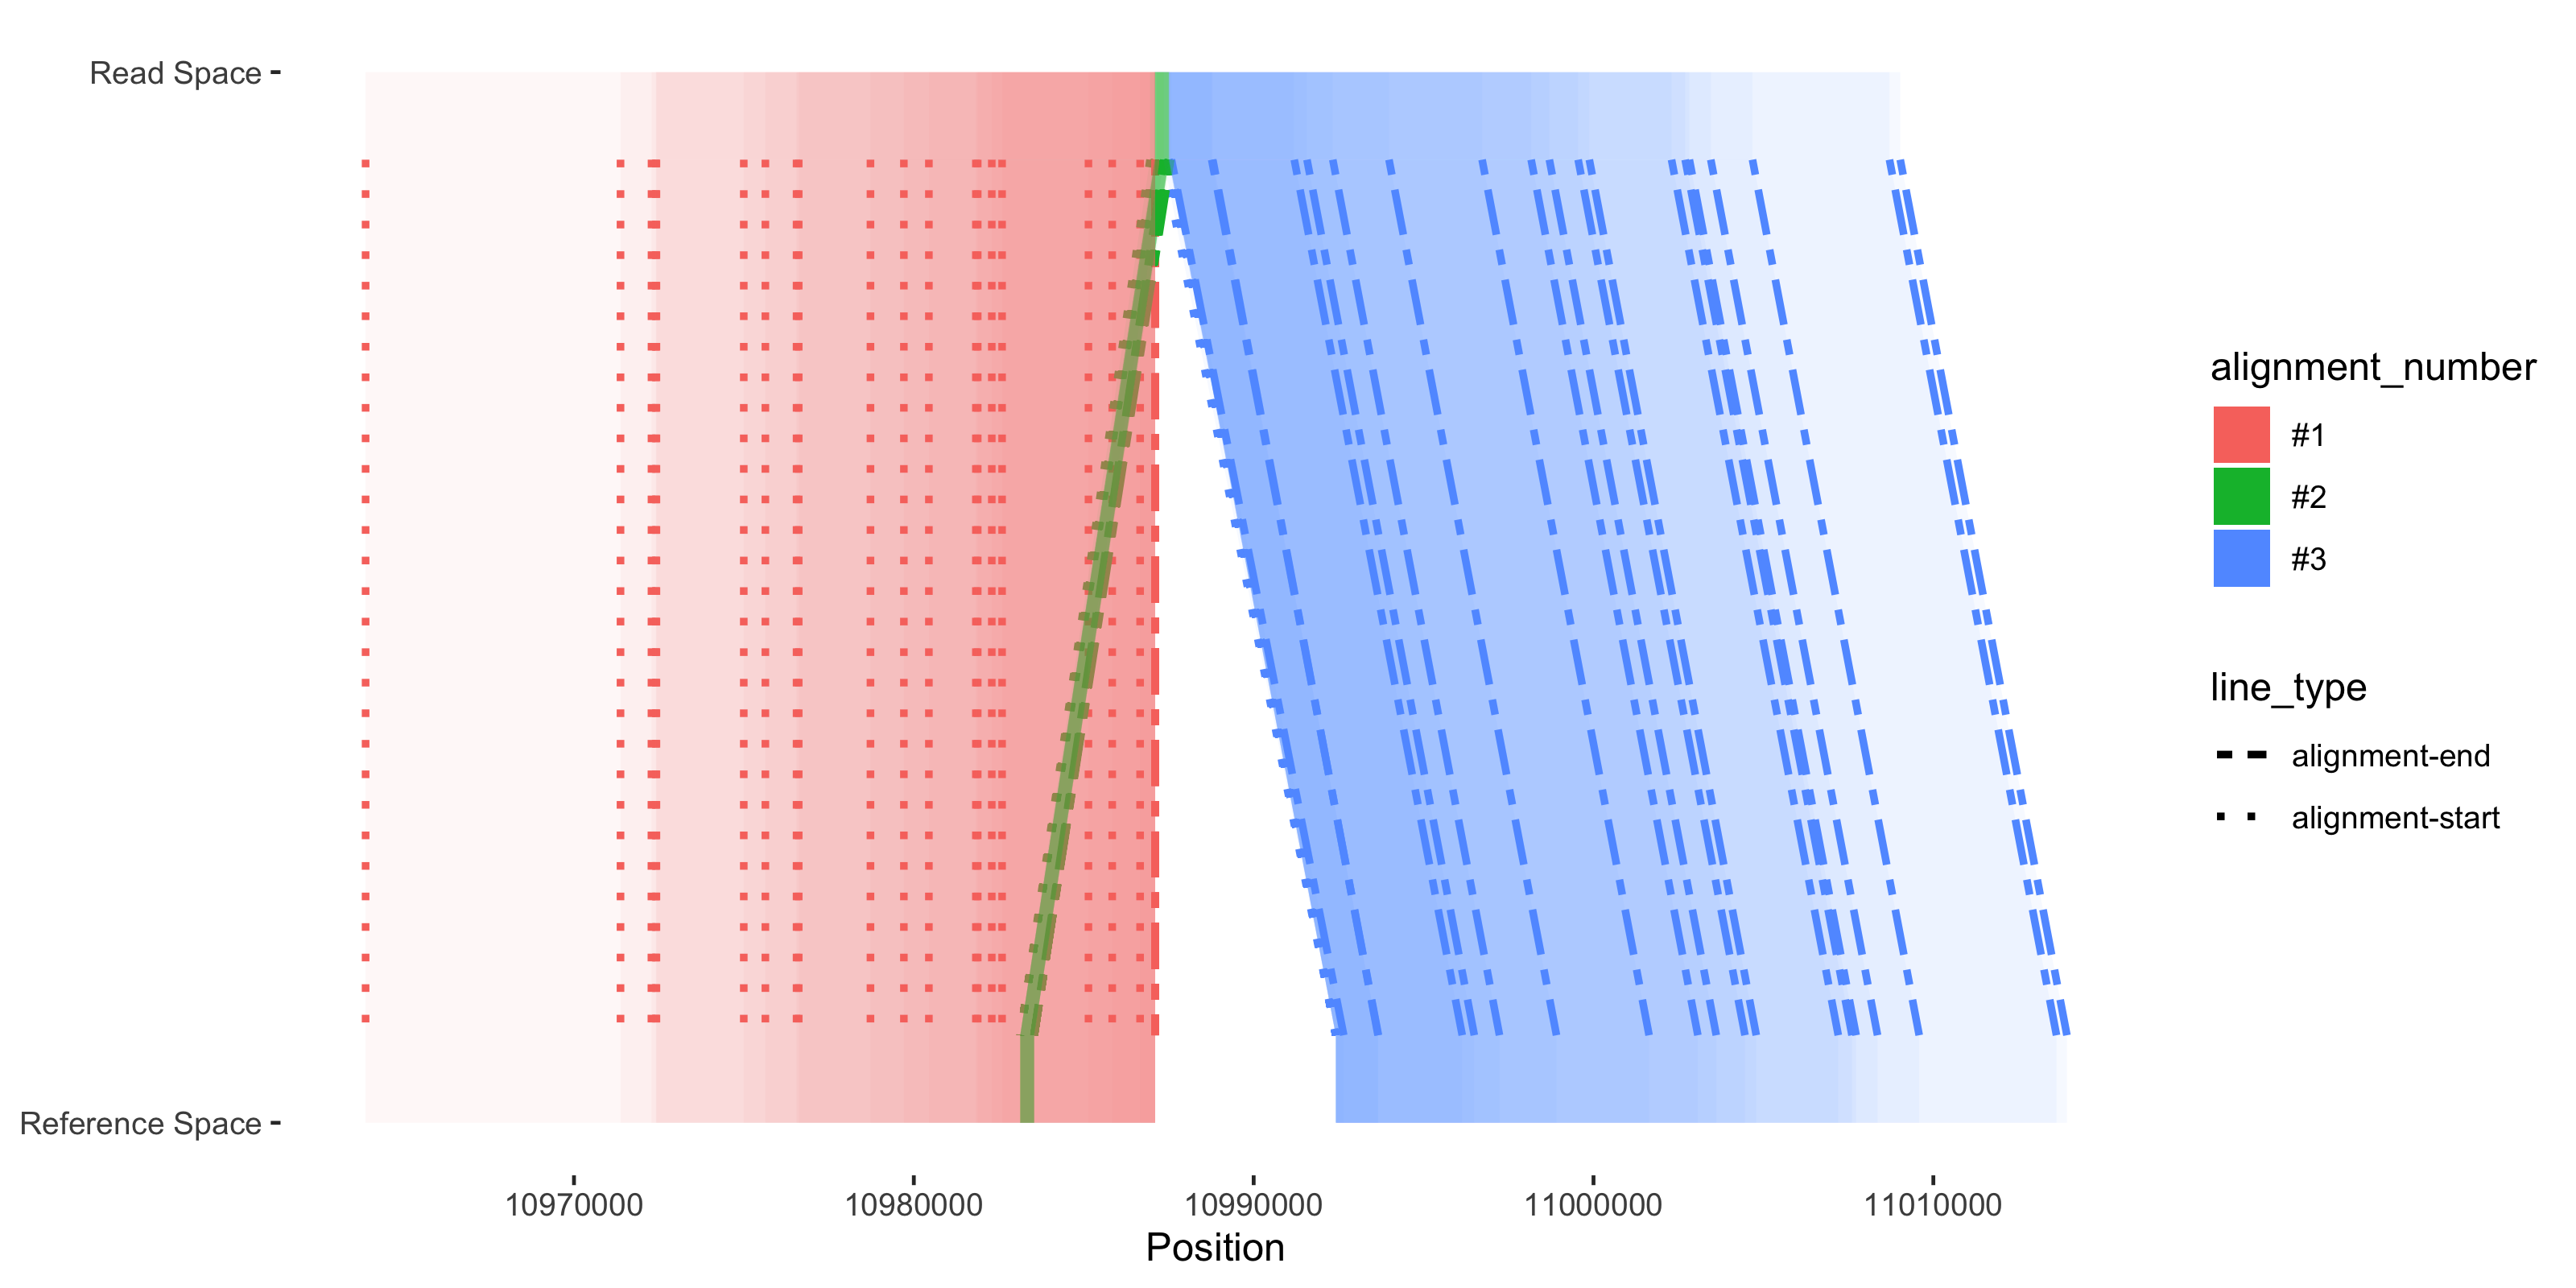 Read Space
Reference Space
10970000
10980000
10990000
11000000
11010000
Position
alignment_number
#1
#2
#3
line_type
alignment-end
alignment-start